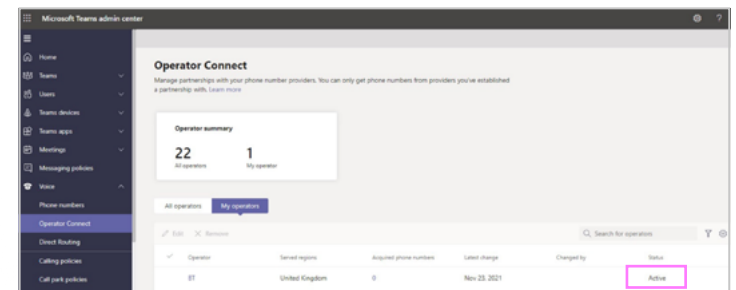 Microsoft Teams admin center
?
Home
Teams
Users
Teams devices
Teams apps
Meetings
Messaging policies
Voice
Phone numbers
Operator Connect
Direct Routing
Calling policies
Call park policies
Operator Connect
Manage partnerships with your phone number providers. You can only get phone numbers from providers you've established
a partnership with. Learn more
Operator summary
22 1
All operators My operator
All operators My operators
Edit Remove Search for operators
Operator Served regions Acquired phone numbers Latest change Changed by Status
BT United Kingdom 0 Nov 23, 2021 Active